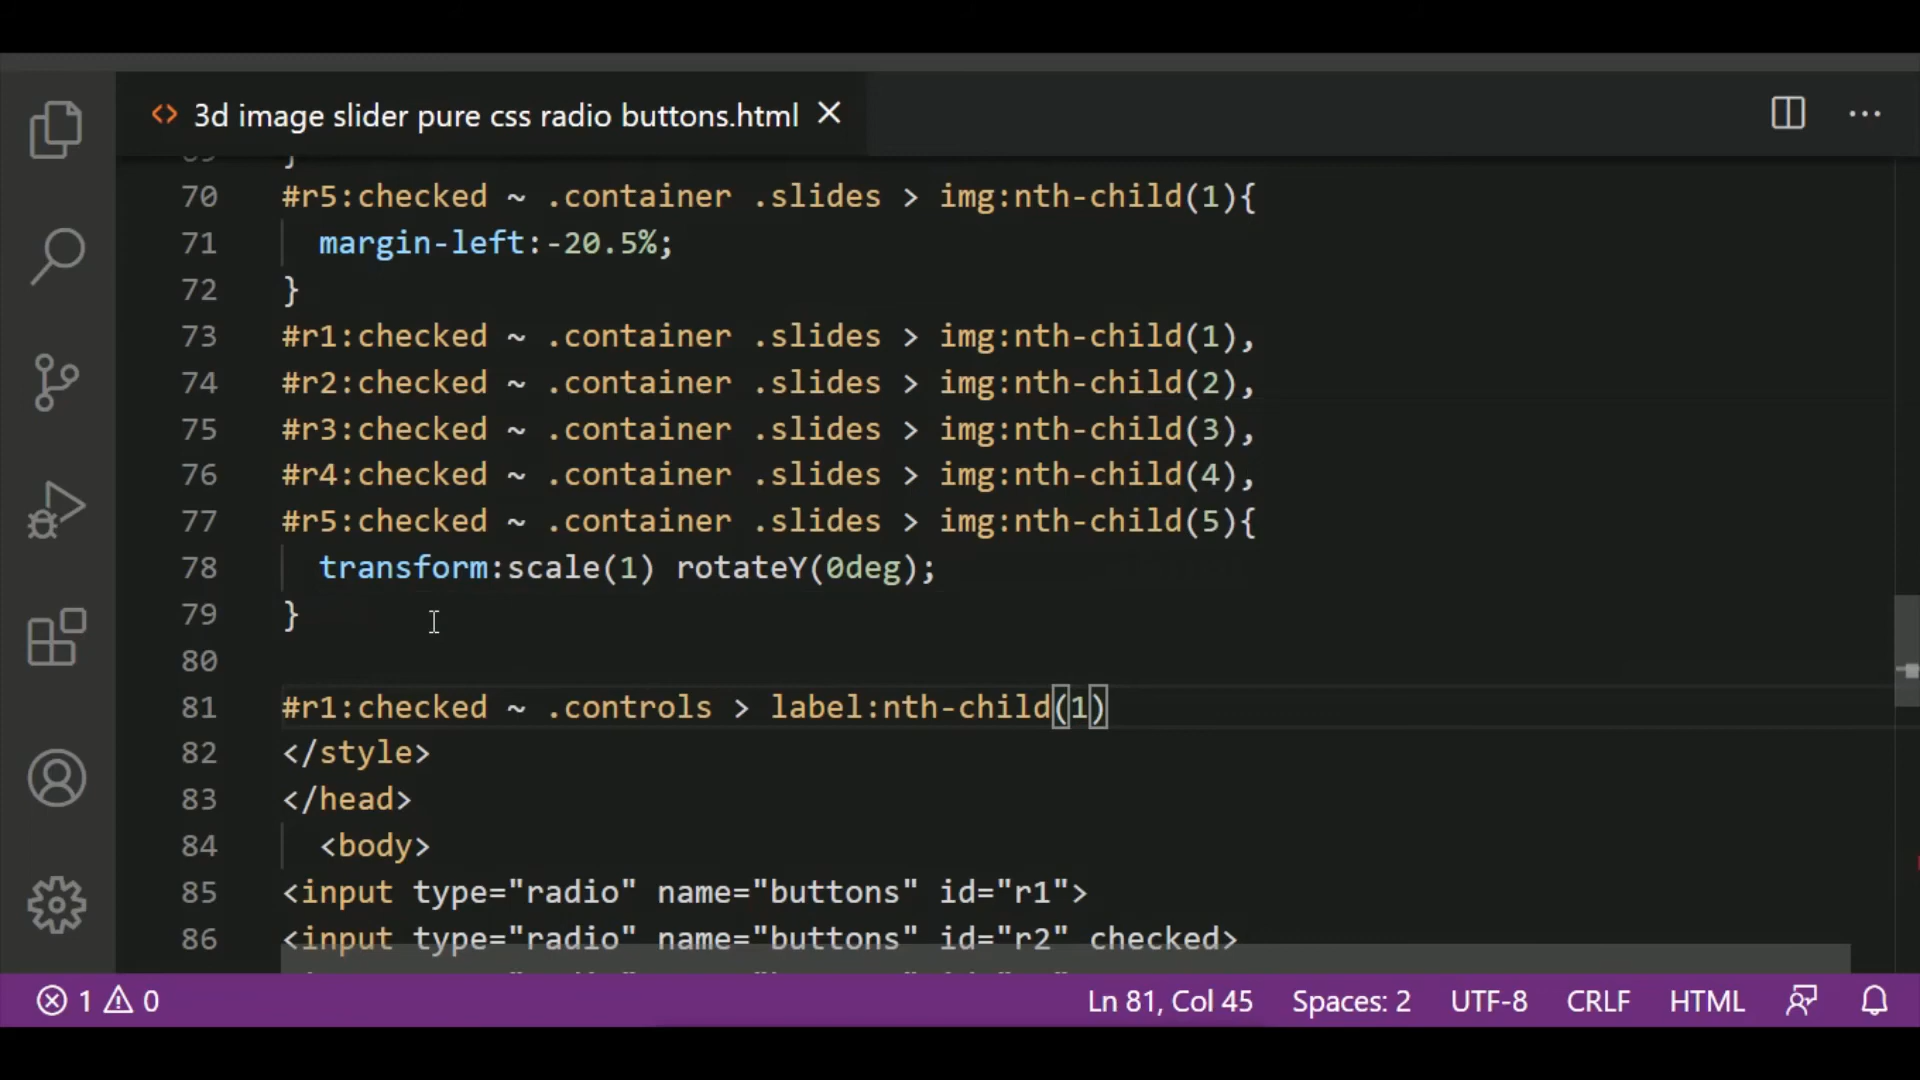 3d image slider pure css radio buttons.html
70 #r5:checked ~ .container .slides > img:nth-child(1){
71 margin-left:-20.5%;
72 }
73 #r1:checked ~ .container .slides > img:nth-child(1),
74 #r2:checked ~ .container .slides > img:nth-child(2),
75 #r3:checked ~ .container .slides > img:nth-child(3),
76 #r4:checked ~ .container .slides > img:nth-child(4),
77 #r5:checked ~ .container .slides > img:nth-child(5){
78 transform:scale(1) rotateY(0deg);
79 }
80
81 #r1:checked ~ .controls > label:nth-child(1)
82 </style>
83 </head>
84 <body>
85 <input type="radio" name="buttons" id="r1">
86 <input type="radio" name="buttons" id="r2" checked>
1 0 Ln 81, Col 45 Spaces: 2 UTF-8 CRLF HTML